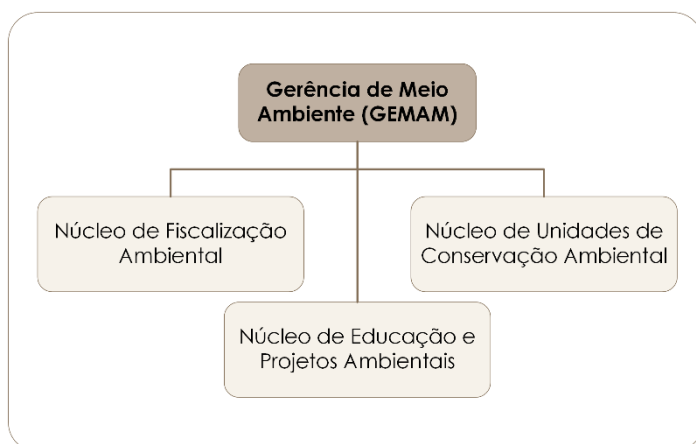 Gerência de Meio
Ambiente (GEMAM)
Núcleo de Fiscalização
Ambiental
Núcleo de Unidades de
Conservação Ambiental
Núcleo de Educação e
Projetos Ambientais